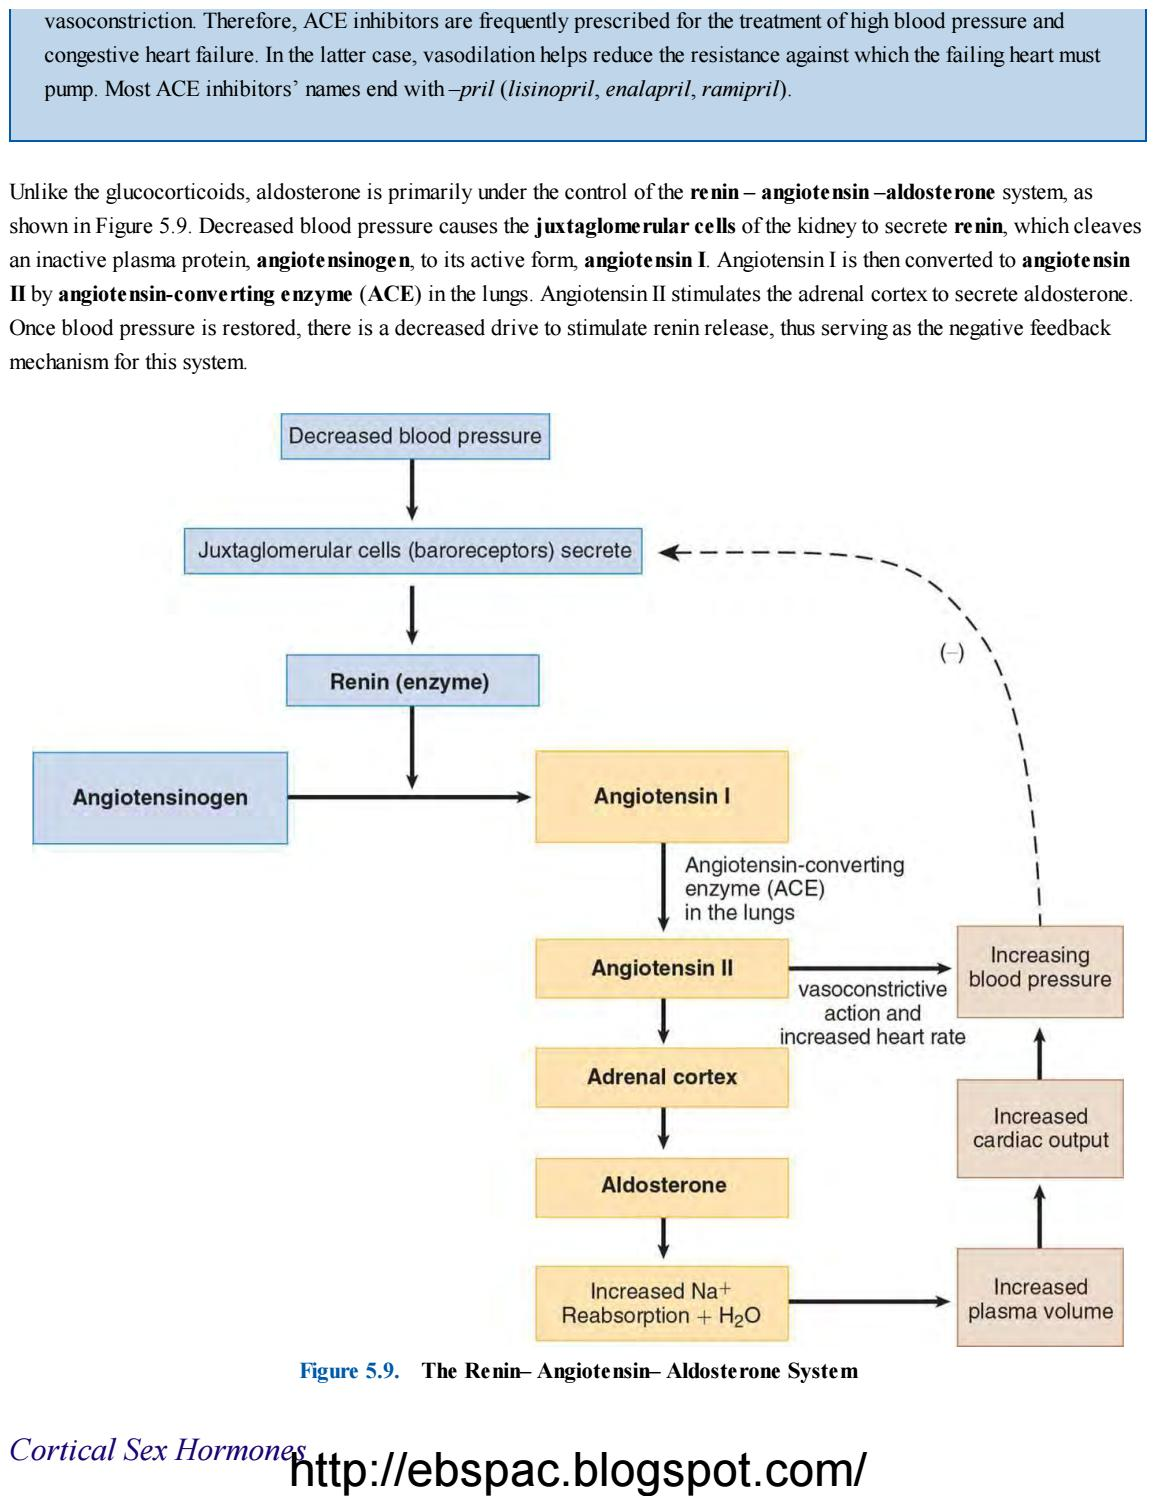 vasoconstriction. Therefore, ACE inhibitors are frequently prescribed for the treatment of high blood pressure and
congestive heart failure. In the latter case, vasodilation helps reduce the resistance against which the failing heart must
pump. Most ACE inhibitors’ names end with –pril (lisinopril, enalapril, ramipril).
Unlike the glucocorticoids, aldosterone is primarily under the control of the renin – angiotensin –aldosterone system, as
shown in Figure 5.9. Decreased blood pressure causes the juxtaglomerular cells of the kidney to secrete renin, which cleaves
an inactive plasma protein, angiotensinogen, to its active form, angiotensin I. Angiotensin I is then converted to angiotensin
II by angiotensin-converting enzyme (ACE) in the lungs. Angiotensin II stimulates the adrenal cortex to secrete aldosterone.
Once blood pressure is restored, there is a decreased drive to stimulate renin release, thus serving as the negative feedback
mechanism for this system.
Decreased blood pressure
Juxtaglomerular cells (baroreceptors) secrete
(–)
Renin (enzyme)
Angiotensinogen
Angiotensin I
Angiotensin-converting
enzyme (ACE)
in the lungs
Angiotensin II
vasoconstrictive
action and
increased heart rate
Increasing
blood pressure
Adrenal cortex
Increased
cardiac output
Aldosterone
Increased Na+
Reabsorption + H₂O
Increased
plasma volume
Figure 5.9. The Renin– Angiotensin– Aldosterone System
Cortical Sex Hormones
http://ebspac.blogspot.com/